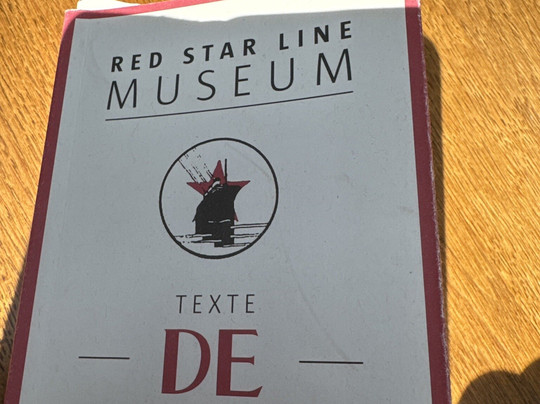 RED STAR LINE
MUSEUM
TEXTE
DE